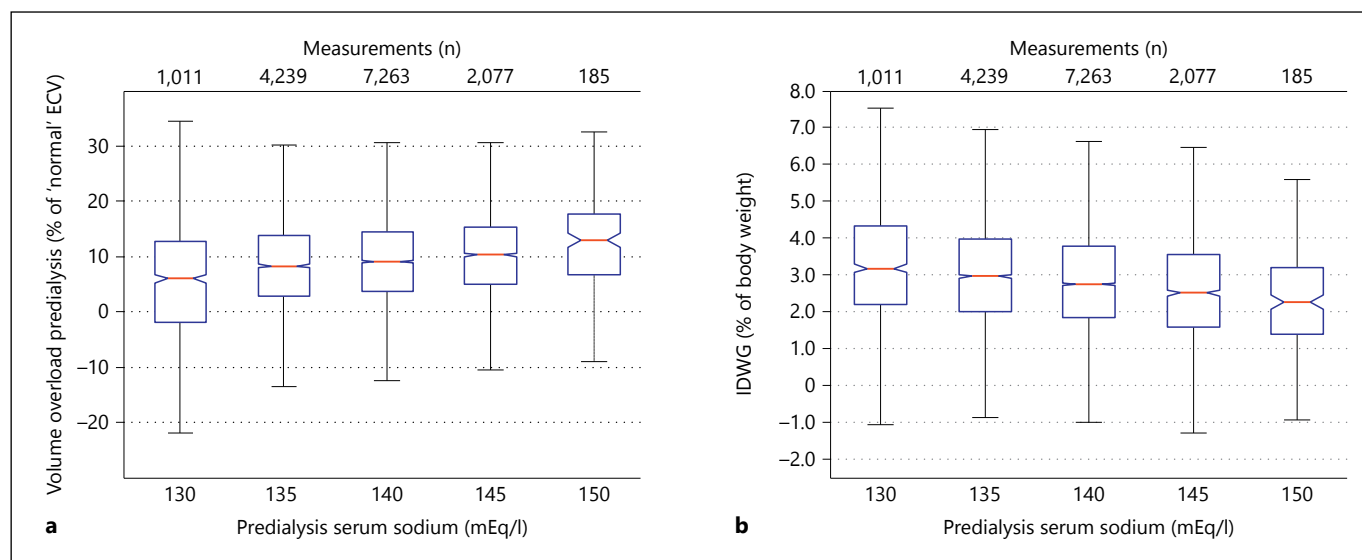 Measurements (n)
1,011 4,239 7,263 2,077 185
Volume overload predialysis (% of ‘normal’ ECV)
30
20
10
0
–10
–20
130 135 140 145 150
a Predialysis serum sodium (mEq/l)
Measurements (n)
1,011 4,239 7,263 2,077 185
IDWG (% of body weight)
8.0
7.0
6.0
5.0
4.0
3.0
2.0
1.0
0
–1.0
–2.0
130 135 140 145 150
b Predialysis serum sodium (mEq/l)